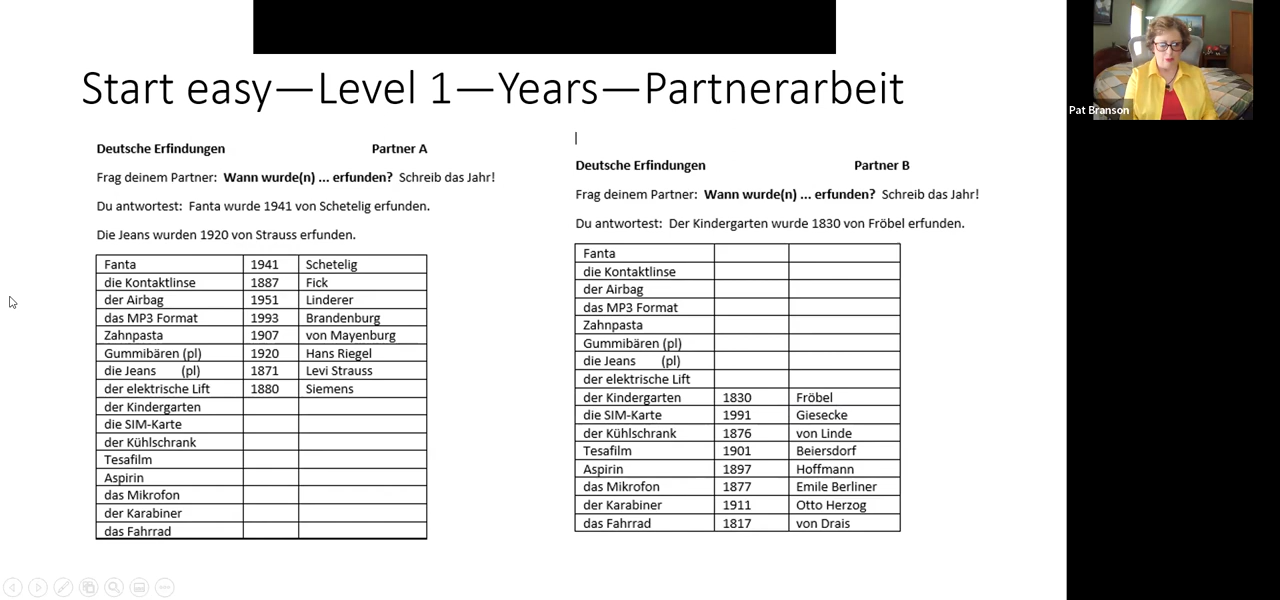 Start easy—Level 1—Years—Partnerarbeit
Deutsche Erfindungen Partner A
Frag deinem Partner: Wann wurde(n) ... erfunden? Schreib das Jahr!
Du antwortest: Fanta wurde 1941 von Schetelig erfunden.
Die Jeans wurden 1920 von Strauss erfunden.
Fanta 1941 Schetelig
die Kontaktlinse 1887 Fick
der Airbag 1951 Linderer
das MP3 Format 1993 Brandenburg
Zahnpasta 1907 von Mayenburg
Gummibären (pl) 1920 Hans Riegel
die Jeans (pl) 1871 Levi Strauss
der elektrische Lift 1880 Siemens
der Kindergarten
die SIM-Karte
der Kühlschrank
Tesafilm
Aspirin
das Mikrofon
der Karabiner
das Fahrrad
Deutsche Erfindungen Partner B
Frag deinem Partner: Wann wurde(n) ... erfunden? Schreib das Jahr!
Du antwortest: Der Kindergarten wurde 1830 von Fröbel erfunden.
Fanta
die Kontaktlinse
der Airbag
das MP3 Format
Zahnpasta
Gummibären (pl)
die Jeans (pl)
der elektrische Lift
der Kindergarten 1830 Fröbel
die SIM-Karte 1991 Giesecke
der Kühlschrank 1876 von Linde
Tesafilm 1901 Beiersdorf
Aspirin 1897 Hoffmann
das Mikrofon 1877 Emile Berliner
der Karabiner 1911 Otto Herzog
das Fahrrad 1817 von Drais
Pat Branson